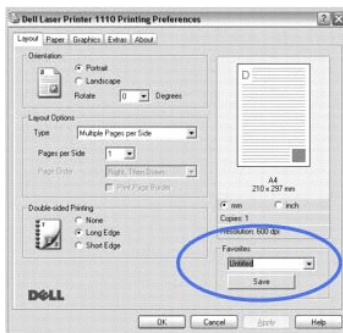 Dell Laser Printer 1110 Printing Preferences
Layout Paper Graphics Extras About
Orientation
Portrait
Landscape
Rotate 0 Degrees
Layout Options
Type Multiple Pages per Side
Pages per Side 1
Page Order Right, Then Down
Print Page Border
Double-sided Printing
None
Long Edge
Short Edge
D
A4
210 x 297 mm
mm inch
Copies: 1
Resolution: 600 dpi
Favorites
Untitled
Save
DELL
OK Cancel Apply Help